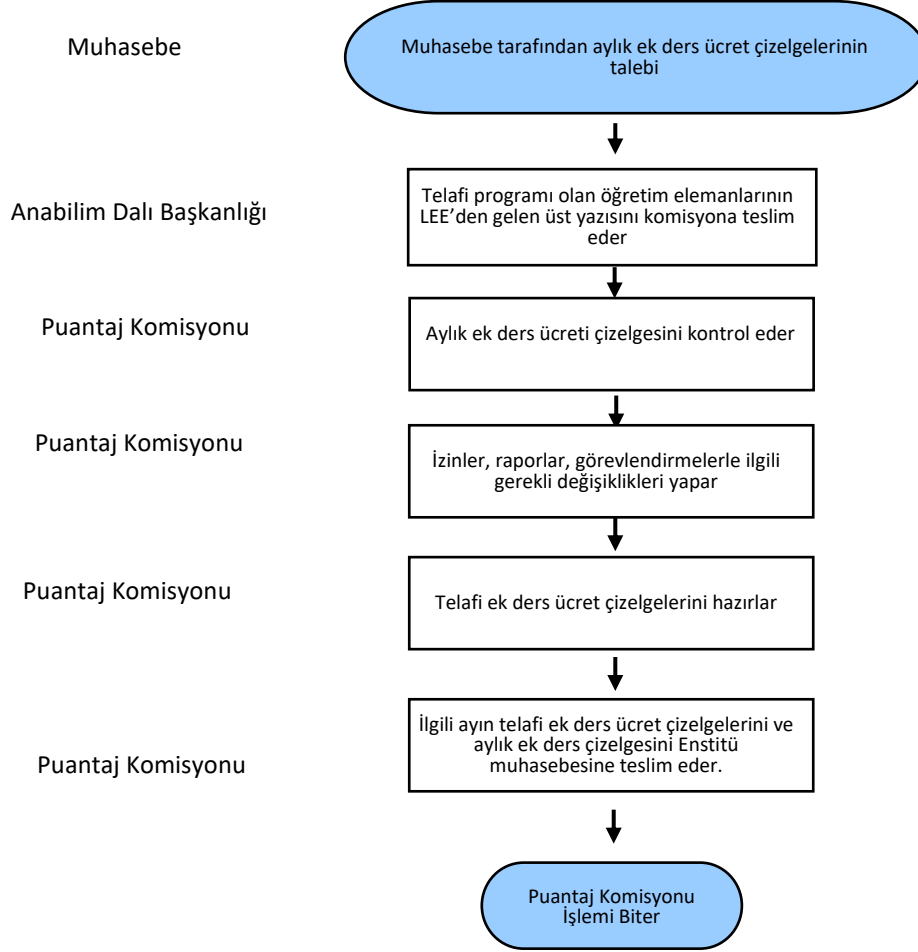 Muhasebe
Muhasebe tarafından aylık ek ders ücret çizelgelerinin
talebi
Anabilim Dalı Başkanlığı
Telafi programı olan öğretim elemanlarının
LEE’den gelen üst yazısını komisyona teslim
eder
Puantaj Komisyonu
Aylık ek ders ücreti çizelgesini kontrol eder
Puantaj Komisyonu
İzinler, raporlar, görevlendirmelerle ilgili
gerekli değişiklikleri yapar
Puantaj Komisyonu
Telafi ek ders ücret çizelgelerini hazırlar
Puantaj Komisyonu
İlgili ayın telafi ek ders ücret çizelgelerini ve
aylık ek ders çizelgesini Enstitü
muhasebesine teslim eder.
Puantaj Komisyonu
İşlemi Biter